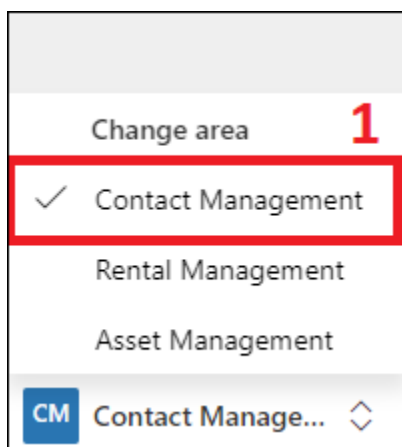 Change area 1
Contact Management
Rental Management
Asset Management
CM Contact Manage...